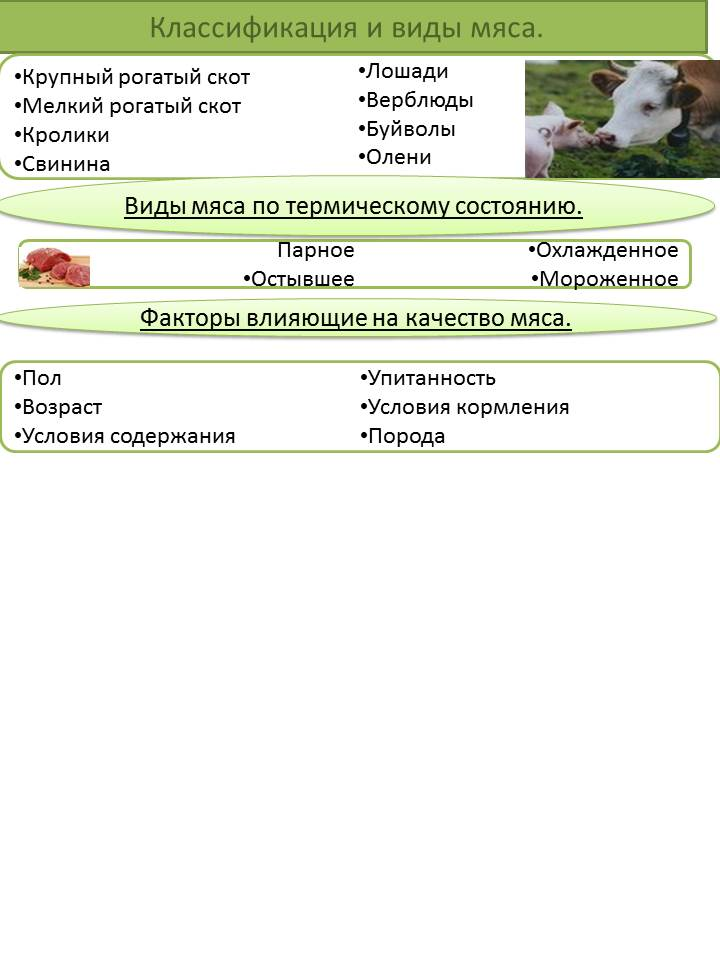 Классификация и виды мяса.
•Крупный рогатый скот
•Мелкий рогатый скот
•Кролики
•Свинина
•Лошади
•Верблюды
•Буйволы
•Олени
Виды мяса по термическому состоянию.
Парное
•Остывшее
•Охлажденное
•Мороженное
Факторы влияющие на качество мяса.
•Пол
•Возраст
•Условия содержания
•Упитанность
•Условия кормления
•Порода